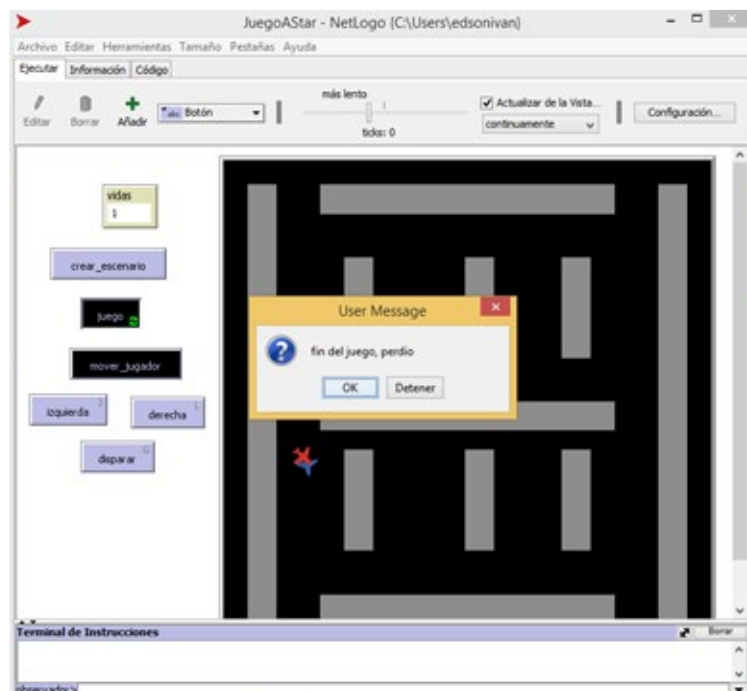 JuegoAStar - NetLogo {C:\Users\edsonivan}
Archivo Editar Herramientas Tamaño Pestañas Ayuda
Ejecutar Información Código
Editar Borrar Añadir abc Botón
más lento
ticks: 0
Actualizar de la Vista...
continuamente
Configuración...
vidas
1
crear_escenario
juego
mover_jugador
izquierda J
derecha L
disparar G
User Message
fin del juego, perdio
OK Detener
Terminal de Instrucciones
Borrar
observador>